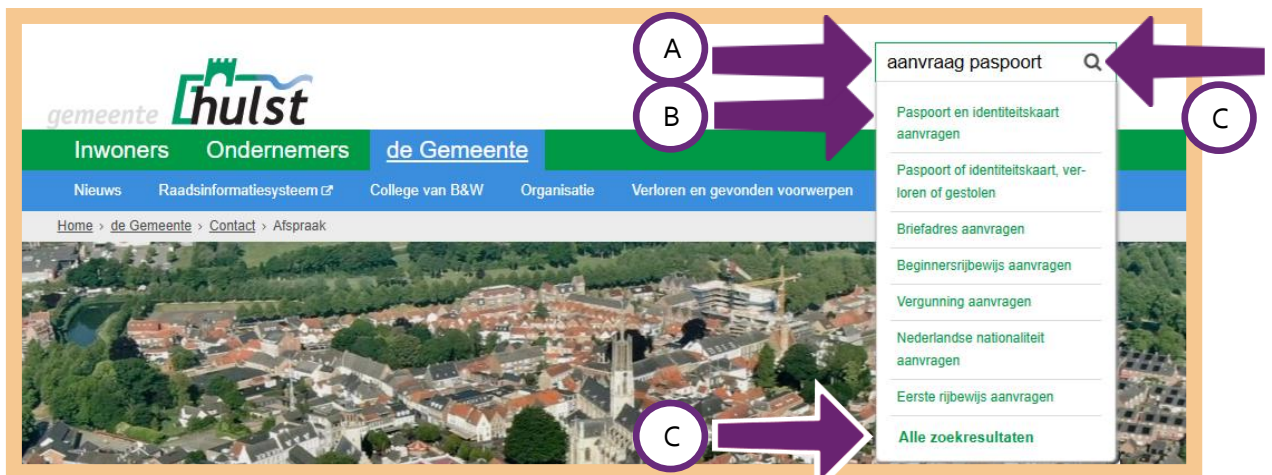 A
aanvraag paspoort
gemeente hulst
B
C
Paspoort en identiteitskaart
aanvragen
Inwoners Ondernemers de Gemeente
Paspoort of identiteitskaart, ver-
loren of gestolen
Nieuws Raadsinformatiesysteem College van B&W Organisatie Verloren en gevonden voorwerpen
Home › de Gemeente › Contact › Afspraak
Briefadres aanvragen
Beginnersrijbewijs aanvragen
Vergunning aanvragen
Nederlandse nationaliteit
aanvragen
Eerste rijbewijs aanvragen
C
Alle zoekresultaten